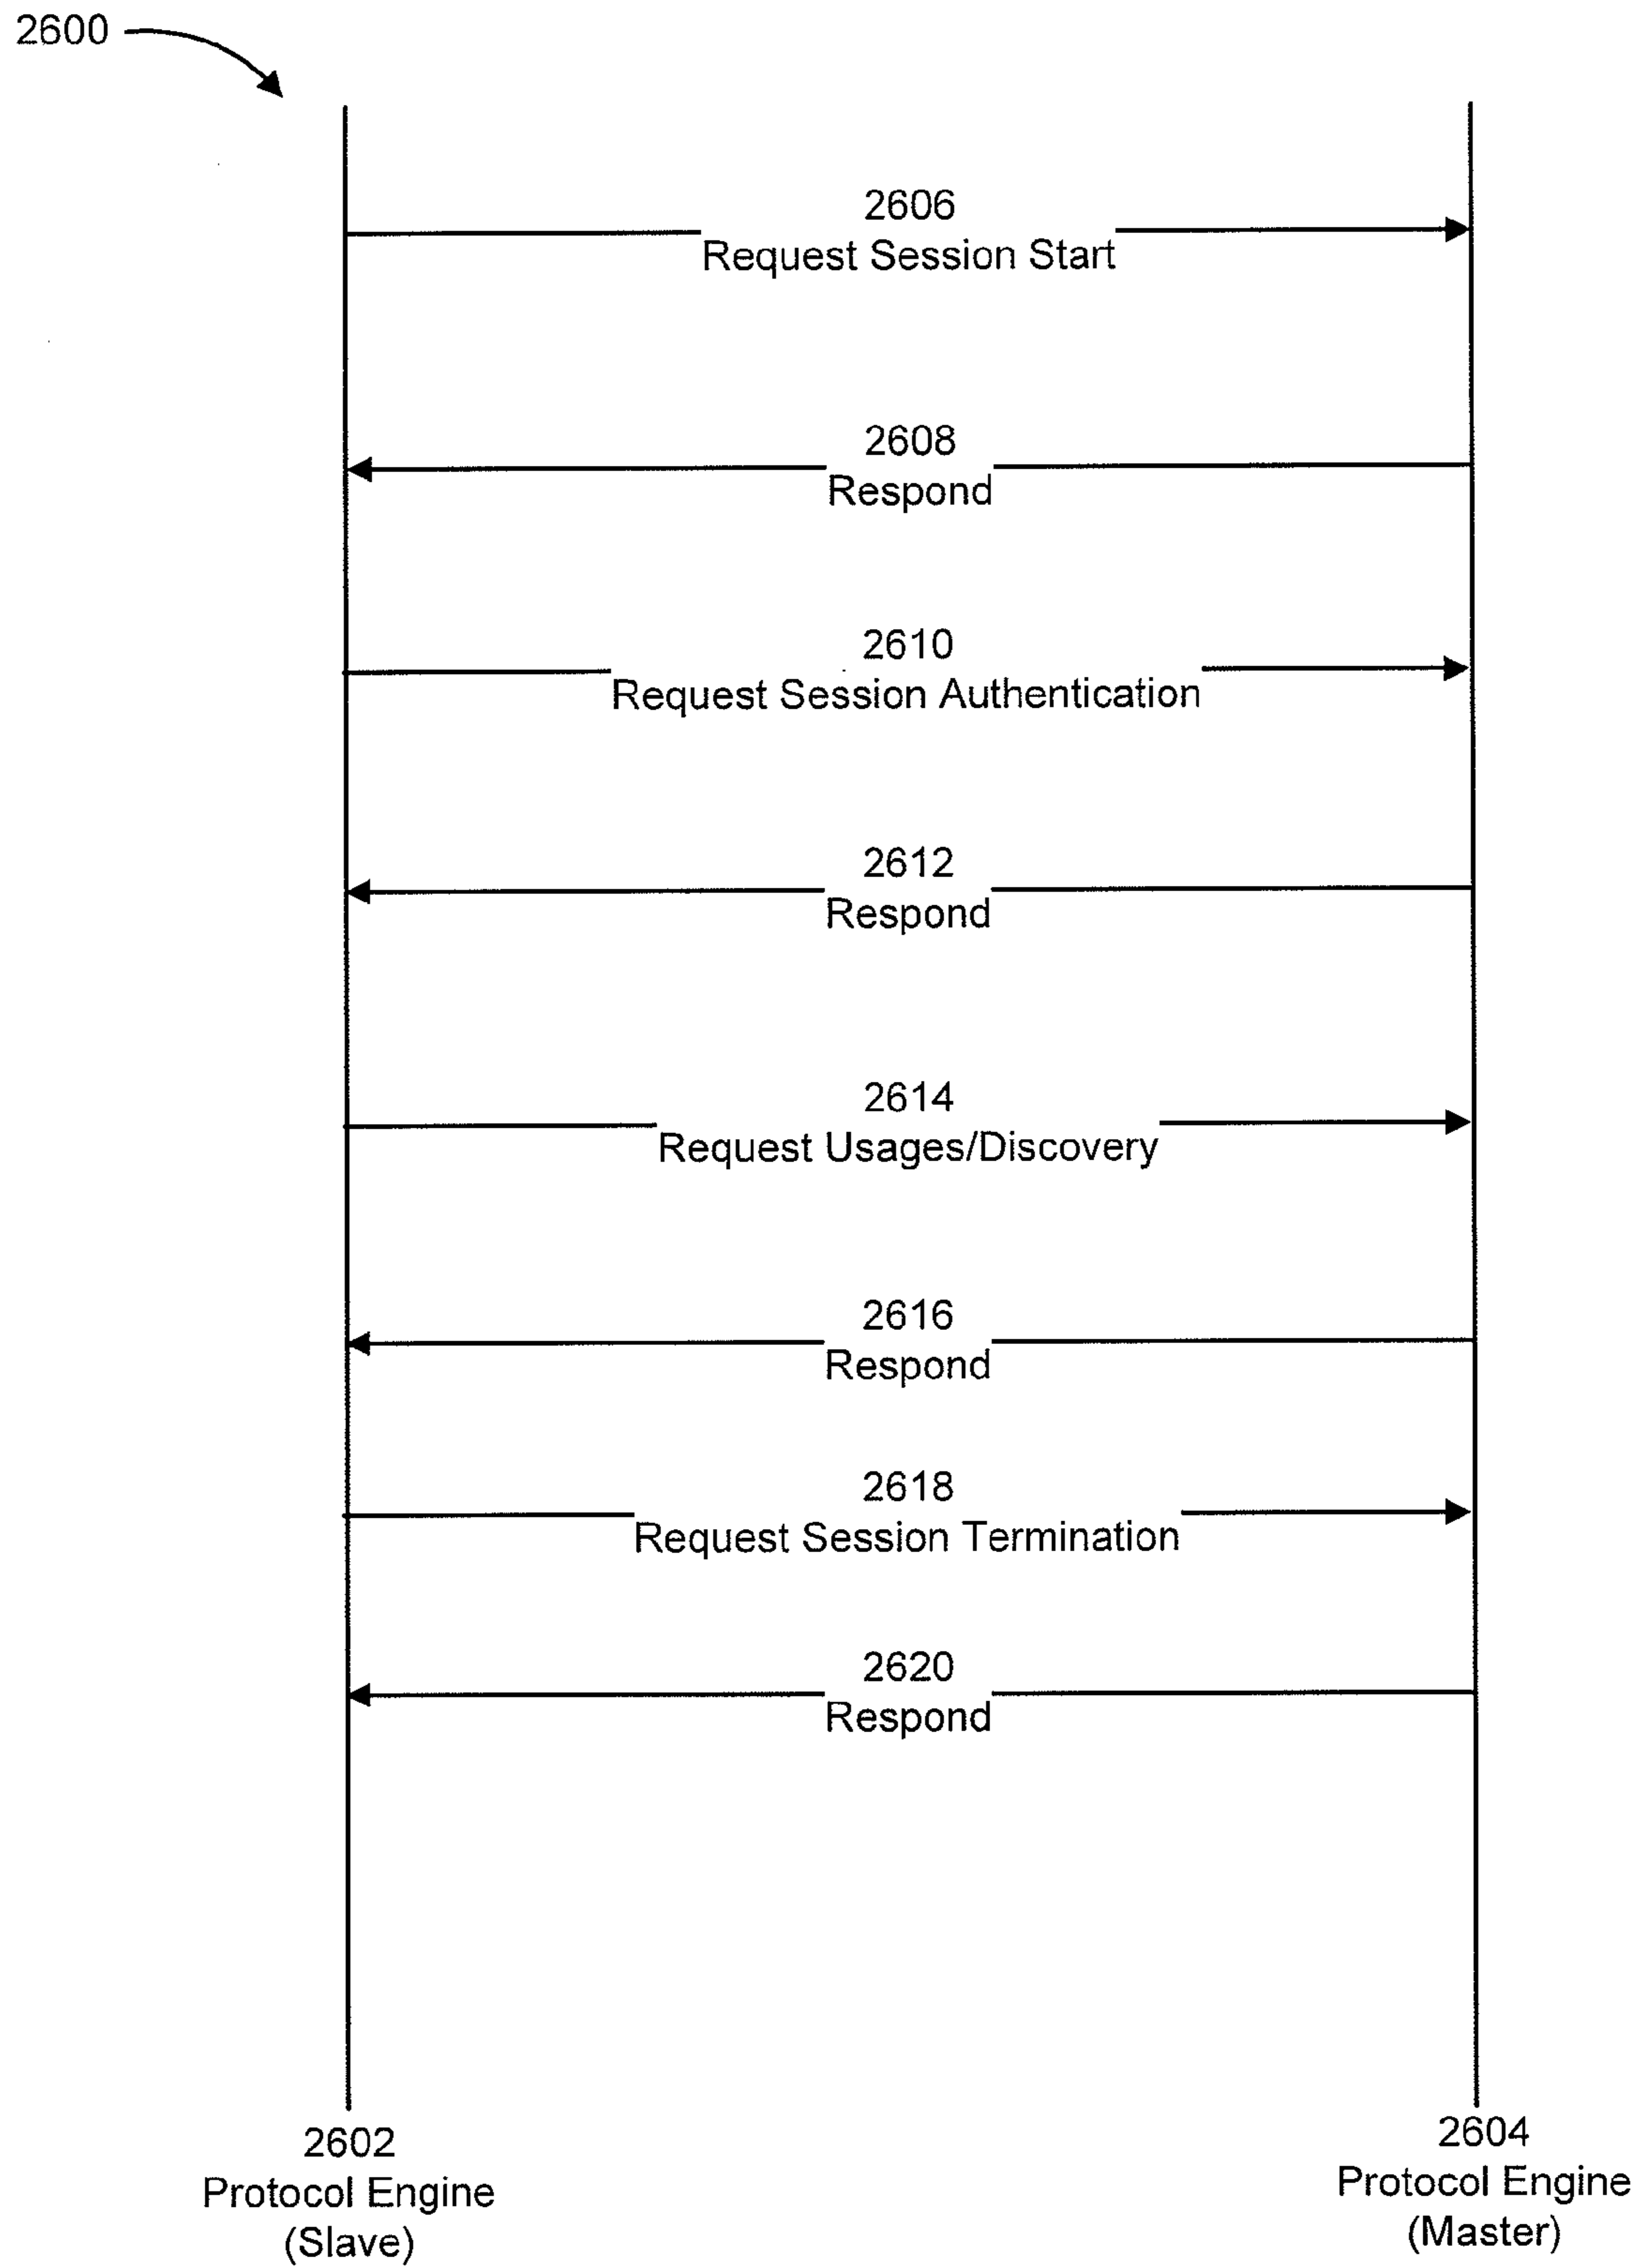 2600
2606
Request Session Start
2608
Respond
2610
Request Session Authentication
2612
Respond
2614
Request Usages/Discovery
2616
Respond
2618
Request Session Termination
2620
Respond
2602
Protocol Engine
(Slave)
2604
Protocol Engine
(Master)